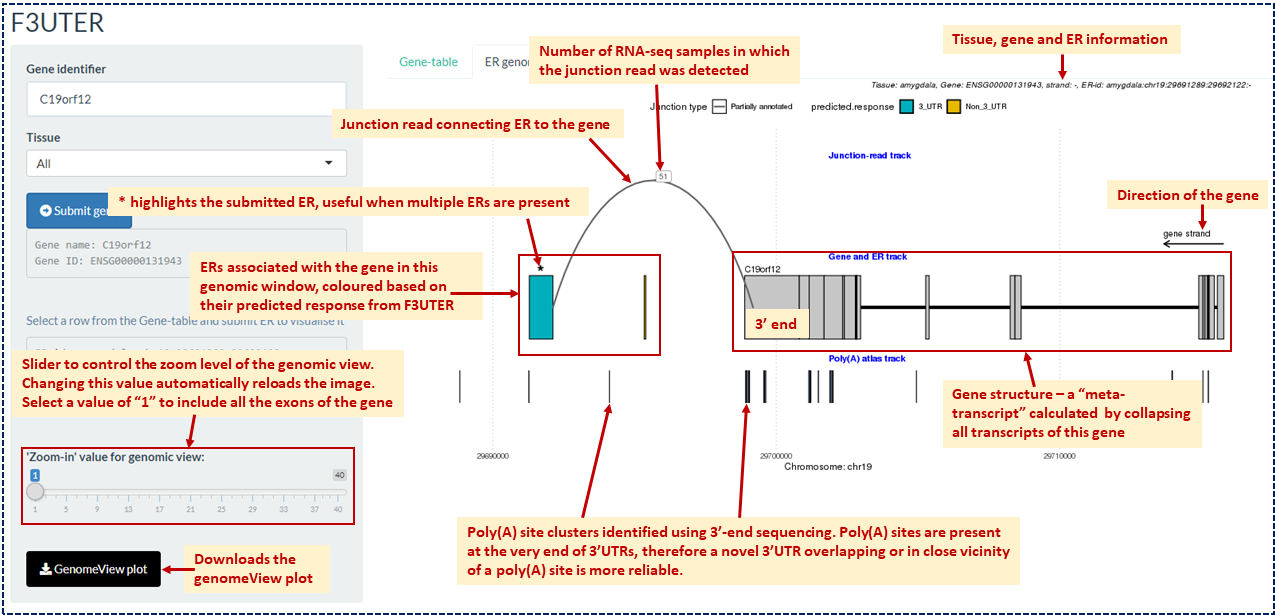 F3UTER
Gene identifier
C19orf12
Tissue
All
Submit ge
* highlights the submitted ER, useful when multiple ERs are present
Gene name: C19orf12
Gene ID: ENSG00000131943
ERs associated with the gene in this
genomic window, coloured based on
their predicted response from F3UTER
Select a row from the Gene-table and submit ER to visualise it
Slider to control the zoom level of the genomic view.
Changing this value automatically reloads the image.
Select a value of “1” to include all the exons of the gene
'Zoom-in' value for genomic view:
1
40
1 5 9 13 17 21 25 29 33 37 40
GenomeView plot
Downloads the
genomeView plot
Gene-table
ER geno
Number of RNA-seq samples in which
the junction read was detected
Tissue, gene and ER information
Tissue: amygdala, Gene: ENSG00000131943, strand: -, ER-id: amygdala:chr19:29691289:29692122:-
Junction type
Partially annotated
predicted.response
3_UTR
Non_3_UTR
Junction read connecting ER to the gene
Junction-read track
51
Direction of the gene
gene strand
Gene and ER track
*
C19orf12
3’ end
Poly(A) atlas track
Gene structure – a “meta-
transcript” calculated by collapsing
all transcripts of this gene
29690000
29700000
29710000
Chromosome: chr19
Poly(A) site clusters identified using 3’-end sequencing. Poly(A) sites are present
at the very end of 3’UTRs, therefore a novel 3’UTR overlapping or in close vicinity
of a poly(A) site is more reliable.